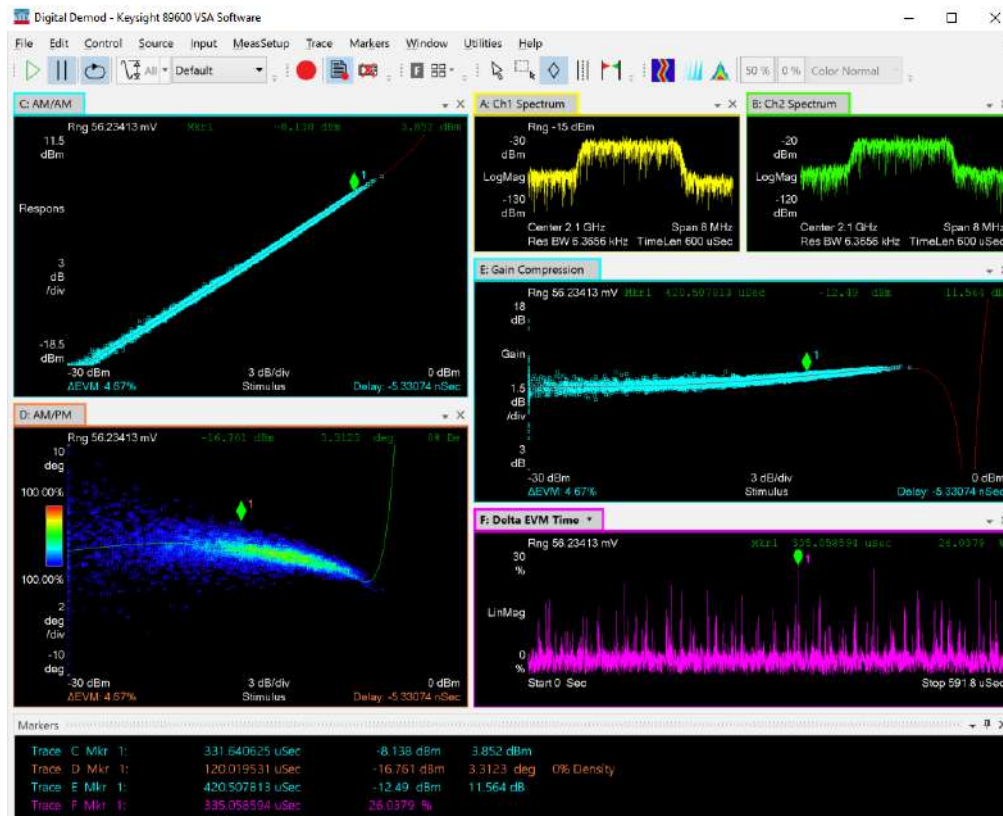 Digital Demod - Keysight 89600 VSA Software
File Edit Control Source Input MeasSetup Trace Markers Window Utilities Help
All Default 50 % 0 % Color Normal
C: AM/AM
Rng 56.23413 mV Mkr1 -8.138 dBm 3.852 dBm
11.5
dBm
Respons
3
dB
/div
-18.5
dBm
-30 dBm 3 dB/div 0 dBm
ΔEVM: 4.67% Stimulus Delay: -5.33074 nSec
A: Ch1 Spectrum
Rng -15 dBm
-30
dBm
LogMag
-130
dBm
Center 2.1 GHz Span 8 MHz
Res BW 6.3656 kHz TimeLen 600 uSec
B: Ch2 Spectrum
-20
dBm
LogMag
-120
dBm
Center 2.1 GHz Span 8 MHz
Res BW 6.3656 kHz TimeLen 600 uSec
E: Gain Compression
Rng 56.23413 mV Mkr1 420.507813 uSec -12.49 dBm 11.564 dB
18
dB
Gain
1.5
dB
/div
3
dB
-30 dBm 3 dB/div 0 dBm
ΔEVM: 4.67% Stimulus Delay: -5.33074 nSec
D: AM/PM
Rng 56.23413 mV -16.761 dBm 3.3123 deg 0% De
10
deg
100.00%
100.00%
2
deg
/div
-10
deg
-30 dBm 3 dB/div 0 dBm
ΔEVM: 4.67% Stimulus Delay: -5.33074 nSec
F: Delta EVM Time *
Rng 56.23413 mV Mkr1 335.058594 uSec 26.0379 %
30
%
LinMag
0
%
Start 0 Sec Stop 591.8 uSec
Markers
Trace C Mkr 1: 331.640625 uSec -8.138 dBm 3.852 dBm
Trace D Mkr 1: 120.019531 uSec -16.761 dBm 3.3123 deg 0% Density
Trace E Mkr 1: 420.507813 uSec -12.49 dBm 11.564 dB
Trace F Mkr 1: 335.058594 uSec 26.0379 %